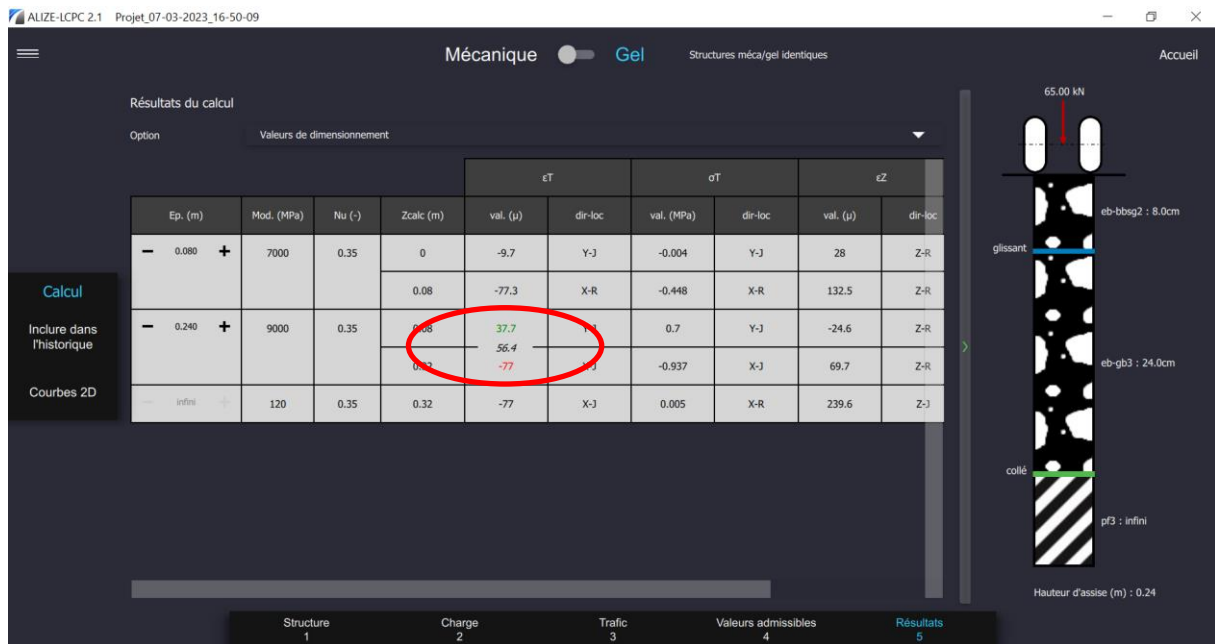 ALIZE-LCPC 2.1 Projet_07-03-2023_16-50-09
Mécanique Gel Structures méca/gel identiques Accueil
Résultats du calcul
Option Valeurs de dimensionnement
εT σT εZ
Ep. (m) Mod. (MPa) Nu (-) Zcalc (m) val. (μ) dir-loc val. (MPa) dir-loc val. (μ) dir-loc
− 0.080 + 7000 0.35 0 -9.7 Y-J -0.004 Y-J 28 Z-R
0.08 -77.3 X-R -0.448 X-R 132.5 Z-R
− 0.240 + 9000 0.35 0.08 37.7 Y-J 0.7 Y-J -24.6 Z-R
56.4
0.32 -77 X-J -0.937 X-J 69.7 Z-R
− infini + 120 0.35 0.32 -77 X-J 0.005 X-R 239.6 Z-J
Calcul
Inclure dans
l'historique
Courbes 2D
65.00 kN
eb-bbsg2 : 8.0cm
glissant
eb-gb3 : 24.0cm
collé
pf3 : infini
Hauteur d'assise (m) : 0.24
Structure Charge Trafic Valeurs admissibles Résultats
1 2 3 4 5